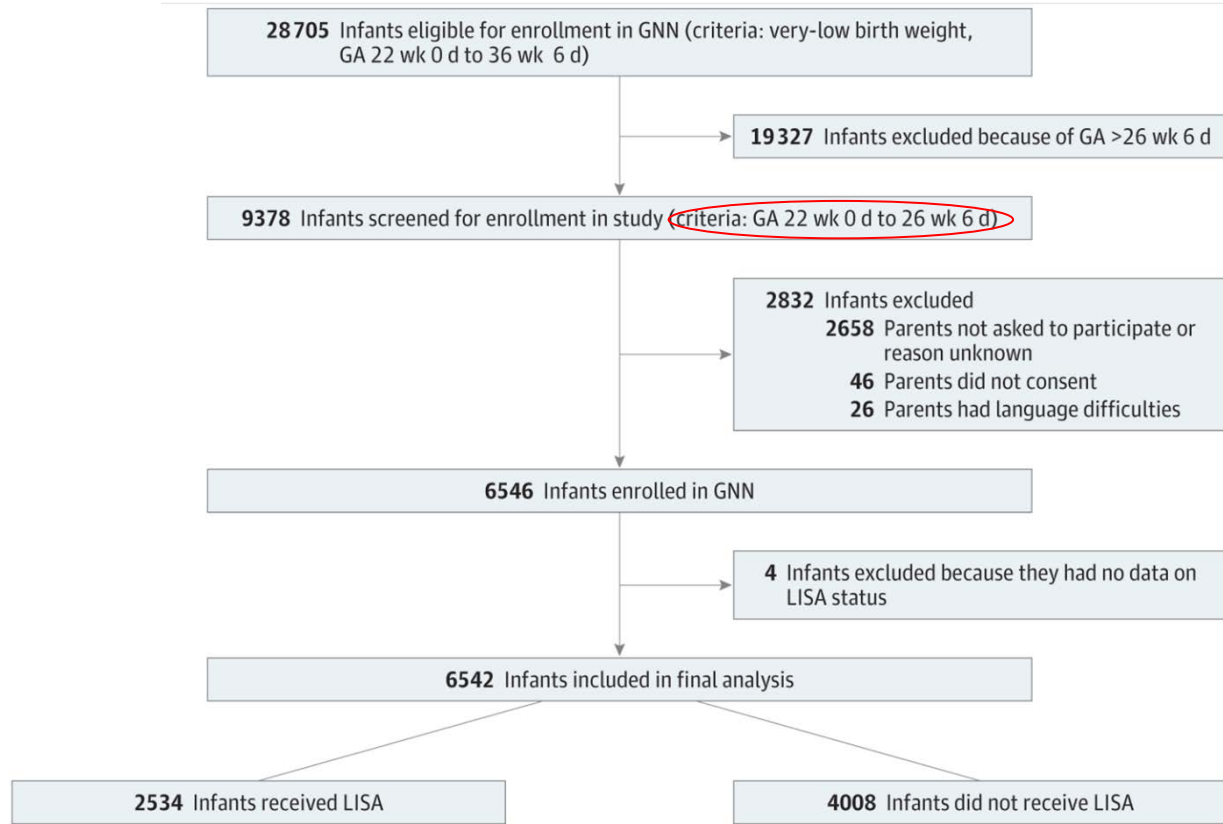 28705 Infants eligible for enrollment in GNN (criteria: very-low birth weight,
GA 22 wk 0 d to 36 wk 6 d)
19327 Infants excluded because of GA >26 wk 6 d
9378 Infants screened for enrollment in study (criteria: GA 22 wk 0 d to 26 wk 6 d)
2832 Infants excluded
2658 Parents not asked to participate or
reason unknown
46 Parents did not consent
26 Parents had language difficulties
6546 Infants enrolled in GNN
4 Infants excluded because they had no data on
LISA status
6542 Infants included in final analysis
2534 Infants received LISA
4008 Infants did not receive LISA